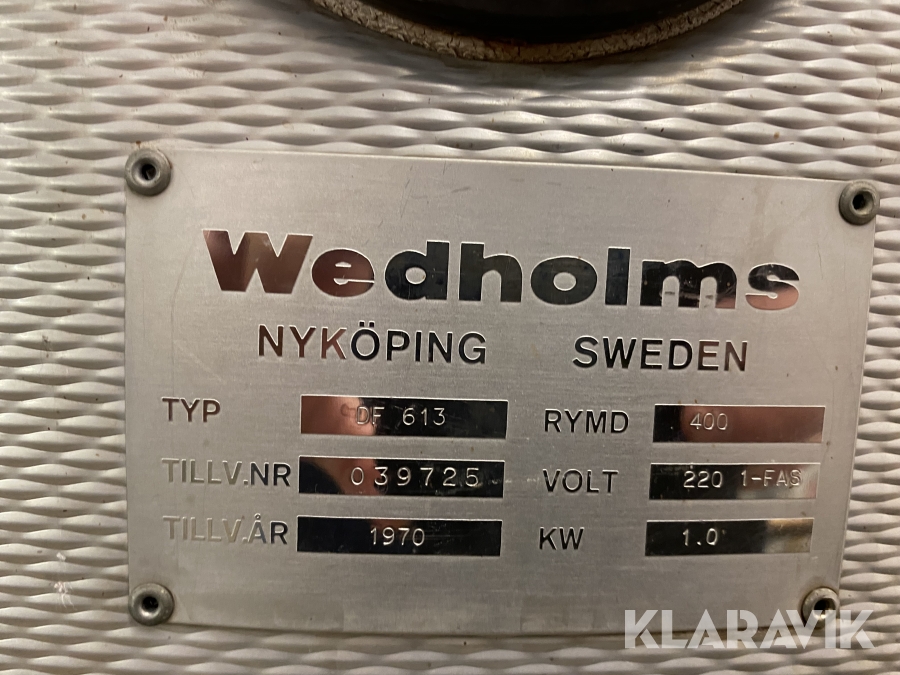 Wedholms
NYKÖPING SWEDEN
TYP DF 613 RYMD 400
TILLV.NR 039725 VOLT 220 1-FAS
TILLV.ÅR 1970 KW 1.0
KLARAVIK